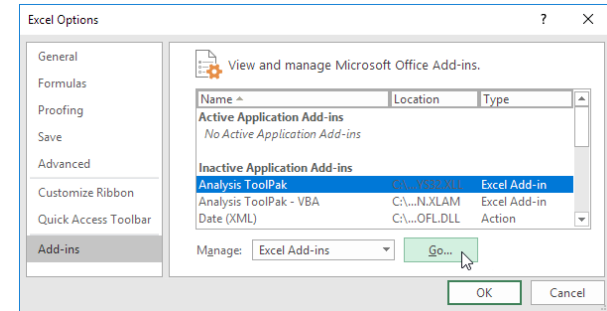 Excel Options ? ×
General
Formulas
Proofing
Save
Advanced
Customize Ribbon
Quick Access Toolbar
Add-ins
View and manage Microsoft Office Add-ins.
Name Location Type
Active Application Add-ins
No Active Application Add-ins
Inactive Application Add-ins
Analysis ToolPak Excel Add-in
Analysis ToolPak - VBA C:\...N.XLAM Excel Add-in
Date (XML) C:\...OFL.DLL Action
Manage: Excel Add-ins Go...
OK Cancel